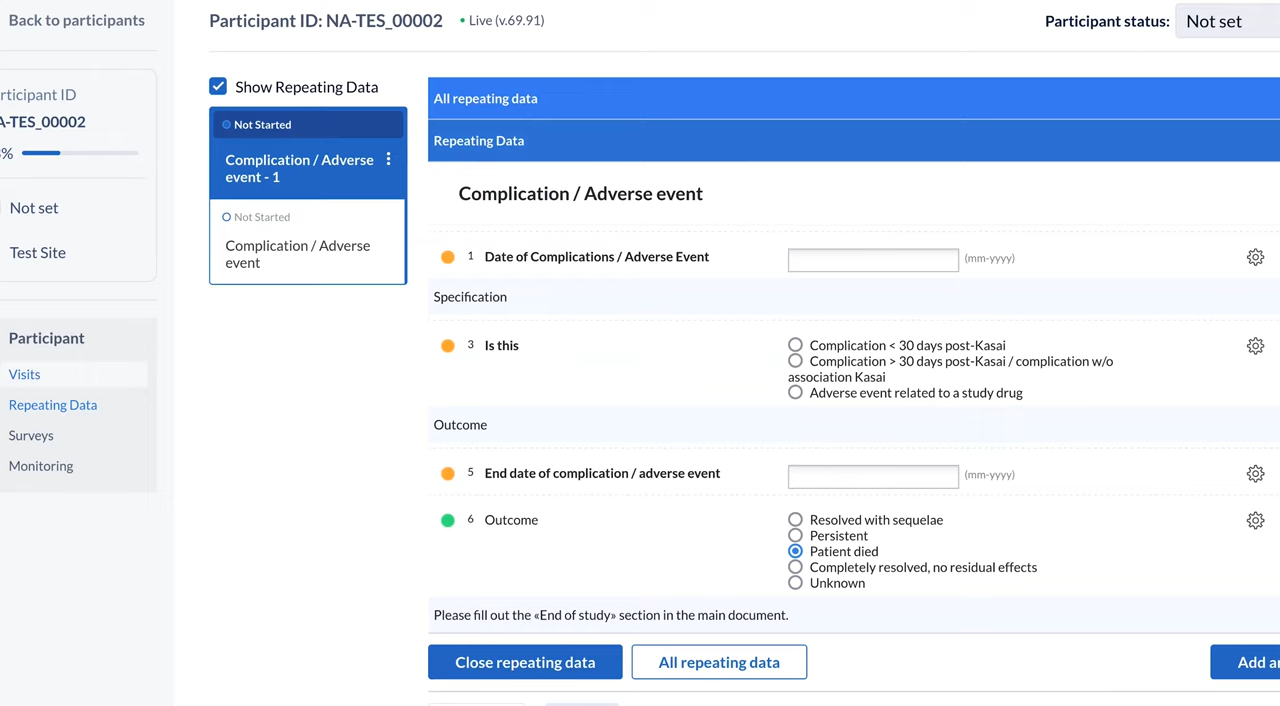 Back to participants
Participant ID: NA-TES_00002
Live (v.69.91)
Participant status:
Not set
rticipant ID
A-TES_00002
%
Not set
Test Site
Participant
Visits
Repeating Data
Surveys
Monitoring
Show Repeating Data
Not Started
Complication / Adverse
event - 1
Not Started
Complication / Adverse
event
All repeating data
Repeating Data
Complication / Adverse event
1 Date of Complications / Adverse Event
(mm-yyyy)
Specification
3 Is this
Complication < 30 days post-Kasai
Complication > 30 days post-Kasai / complication w/o
association Kasai
Adverse event related to a study drug
Outcome
5 End date of complication / adverse event
(mm-yyyy)
6 Outcome
Resolved with sequelae
Persistent
Patient died
Completely resolved, no residual effects
Unknown
Please fill out the «End of study» section in the main document.
Close repeating data
All repeating data
Add a